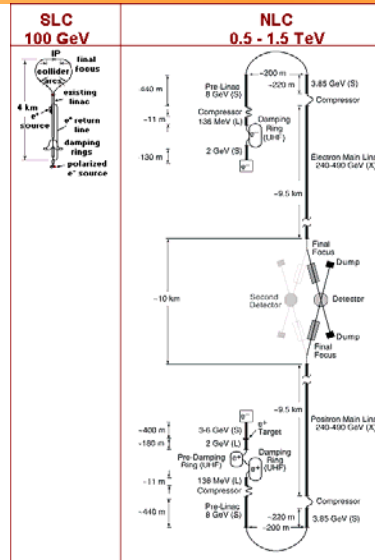 SLC
100 GeV
NLC
0.5 - 1.5 TeV
IP
final
focus
collider
arcs
existing
linac
4 km
e⁺
source
e⁺ return
line
damping
rings
polarized
e⁻ source
~200 m
~220 m
3.85 GeV (S)
~440 m
Pre-Linac
8 GeV (S)
Compressor
Compressor
136 MeV (L)
Damping
Ring
(UHF)
~11 m
e⁻
~130 m
2 GeV (S)
e⁻
Electron Main Linac
240-490 GeV (X)
~9.5 km
Final
Focus
Dump
~10 km
Second
Detector
Detector
Dump
Final
Focus
~9.5 km
e⁻
Positron Main Linac
240-490 GeV (X)
~400 m
3-6 GeV (S)
e⁺
Target
~180 m
2 GeV (L)
Pre-Damping
Ring (UHF)
e⁺
Damping
Ring
(UHF)
e⁺
~11 m
136 MeV (L)
Compressor
Compressor
~440 m
Pre-Linac
8 GeV (S)
~220 m
~200 m
3.85 GeV (S)